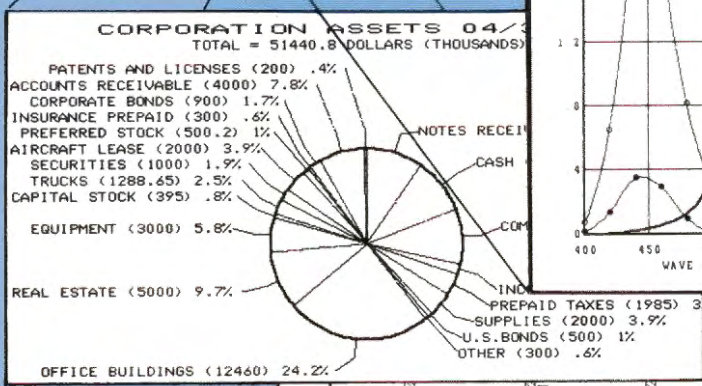 CORPORATION ASSETS 04/
TOTAL = 51440.8 DOLLARS (THOUSANDS)
PATENTS AND LICENSES (200) .4%
ACCOUNTS RECEIVABLE (4000) 7.8%
CORPORATE BONDS (900) 1.7%
INSURANCE PREPAID (300) .6%
PREFERRED STOCK (500.2) 1%
AIRCRAFT LEASE (2000) 3.9%
SECURITIES (1000) 1.9%
TRUCKS (1288.65) 2.5%
CAPITAL STOCK (395) .8%
EQUIPMENT (3000) 5.8%
REAL ESTATE (5000) 9.7%
OFFICE BUILDINGS (12460) 24.2%
NOTES RECEI
CASH
COM
INC
PREPAID TAXES (1985) 3
SUPPLIES (2000) 3.9%
U.S.BONDS (500) 1%
OTHER (300) .6%
1 2
8
4
0
400 450
WAVE